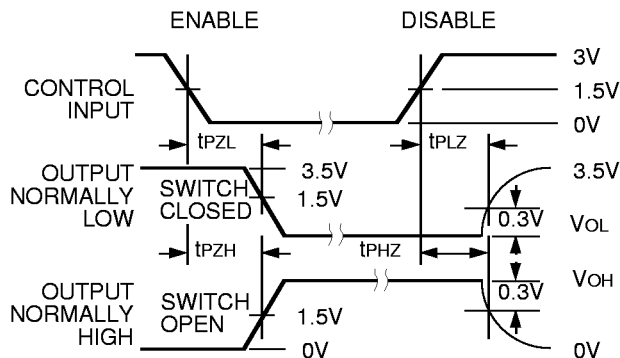 ENABLE DISABLE
3V
CONTROL
INPUT
1.5V
0V
tPZL tPLZ
OUTPUT
NORMALLY
LOW
SWITCH
CLOSED
3.5V
1.5V
3.5V
0.3V
VOL
tPZH tPHZ
OUTPUT
NORMALLY
HIGH
SWITCH
OPEN
1.5V
0V
VOH
0.3V
0V